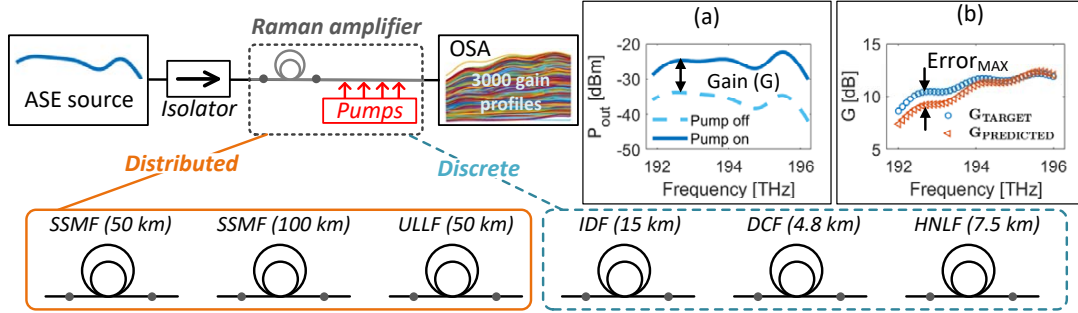 Raman amplifier
ASE source
Isolator
Pumps
OSA
3000 gain
profiles
Distributed
Discrete
(a)
-20
-30
-40
-50
P_out [dBm]
Gain (G)
Pump off
Pump on
192
194
196
Frequency [THz]
(b)
15
10
5
G [dB]
Error_MAX
G_TARGET
G_PREDICTED
192
194
196
Frequency [THz]
SSMF (50 km)
SSMF (100 km)
ULLF (50 km)
IDF (15 km)
DCF (4.8 km)
HNLF (7.5 km)